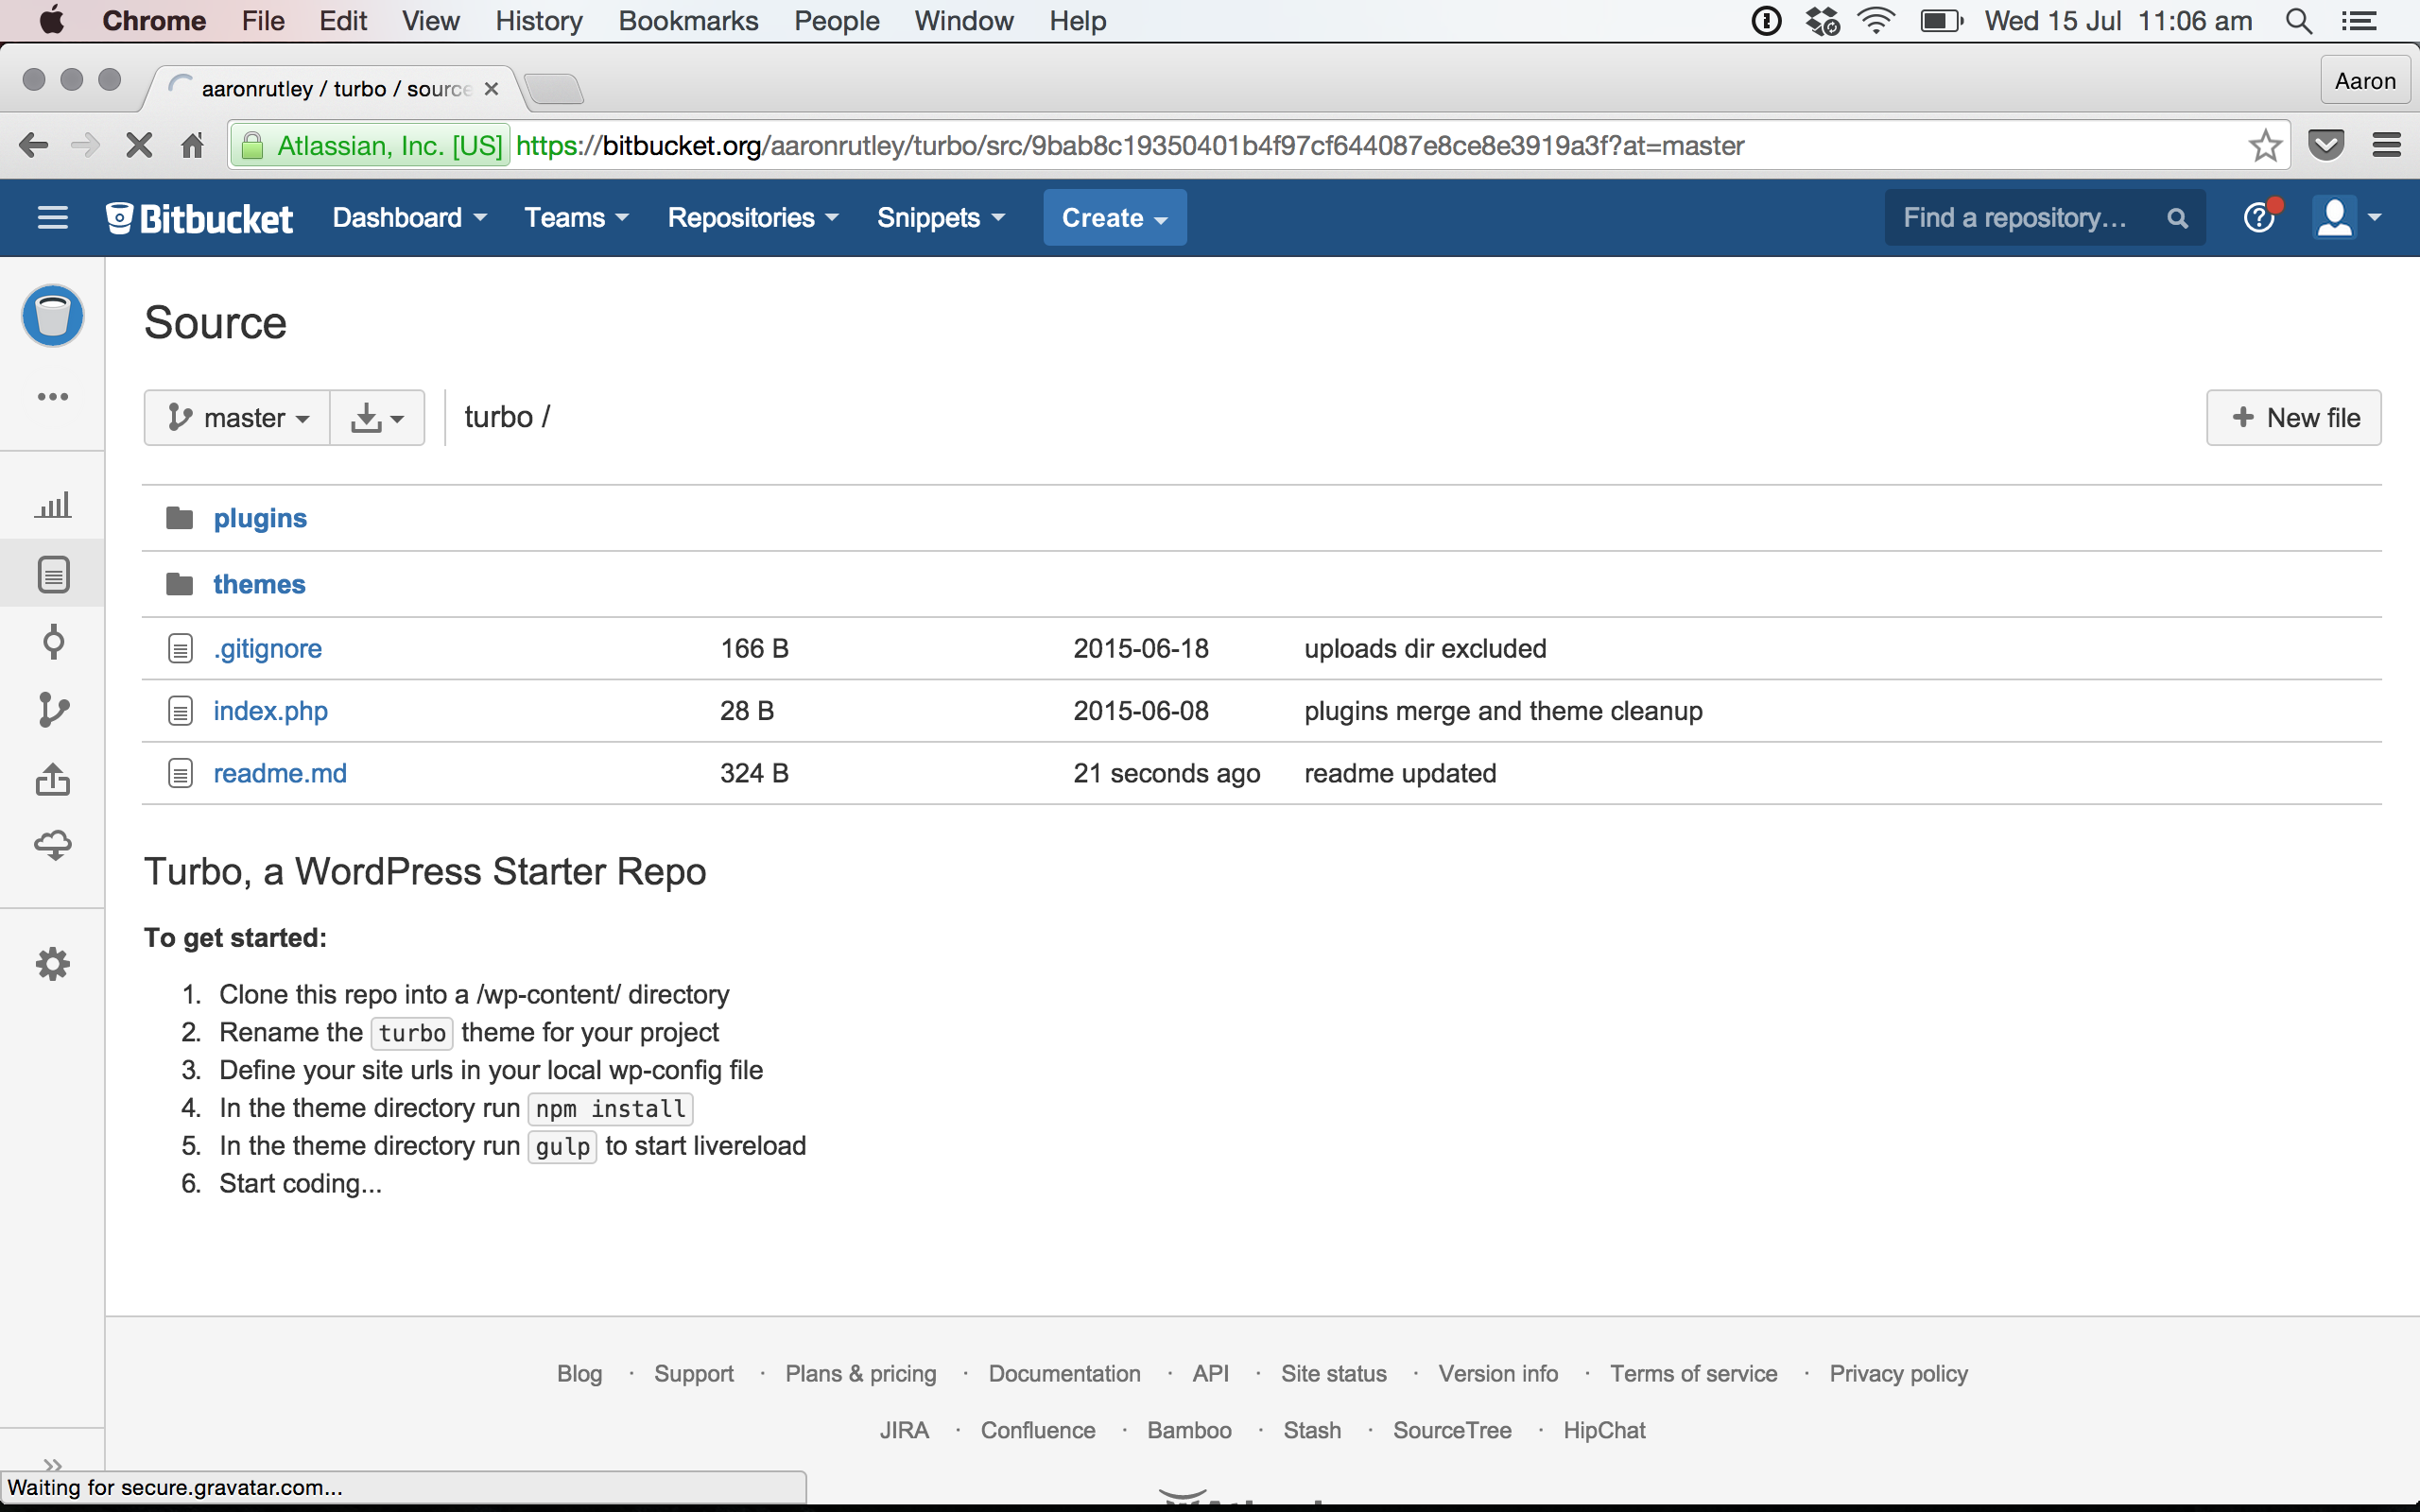 Chrome File Edit View History Bookmarks People Window Help Wed 15 Jul 11:06 am
aaronrutley / turbo / source Aaron
Atlassian, Inc. [US] https://bitbucket.org/aaronrutley/turbo/src/9bab8c19350401b4f97cf644087e8ce8e3919a3f?at=master
Bitbucket Dashboard Teams Repositories Snippets Create Find a repository...
Source
master turbo / New file
plugins
themes
.gitignore 166 B 2015-06-18 uploads dir excluded
index.php 28 B 2015-06-08 plugins merge and theme cleanup
readme.md 324 B 21 seconds ago readme updated
Turbo, a WordPress Starter Repo
To get started:
1. Clone this repo into a /wp-content/ directory
2. Rename the turbo theme for your project
3. Define your site urls in your local wp-config file
4. In the theme directory run npm install
5. In the theme directory run gulp to start livereload
6. Start coding...
Blog · Support · Plans & pricing · Documentation · API · Site status · Version info · Terms of service · Privacy policy
JIRA · Confluence · Bamboo · Stash · SourceTree · HipChat
Waiting for secure.gravatar.com...